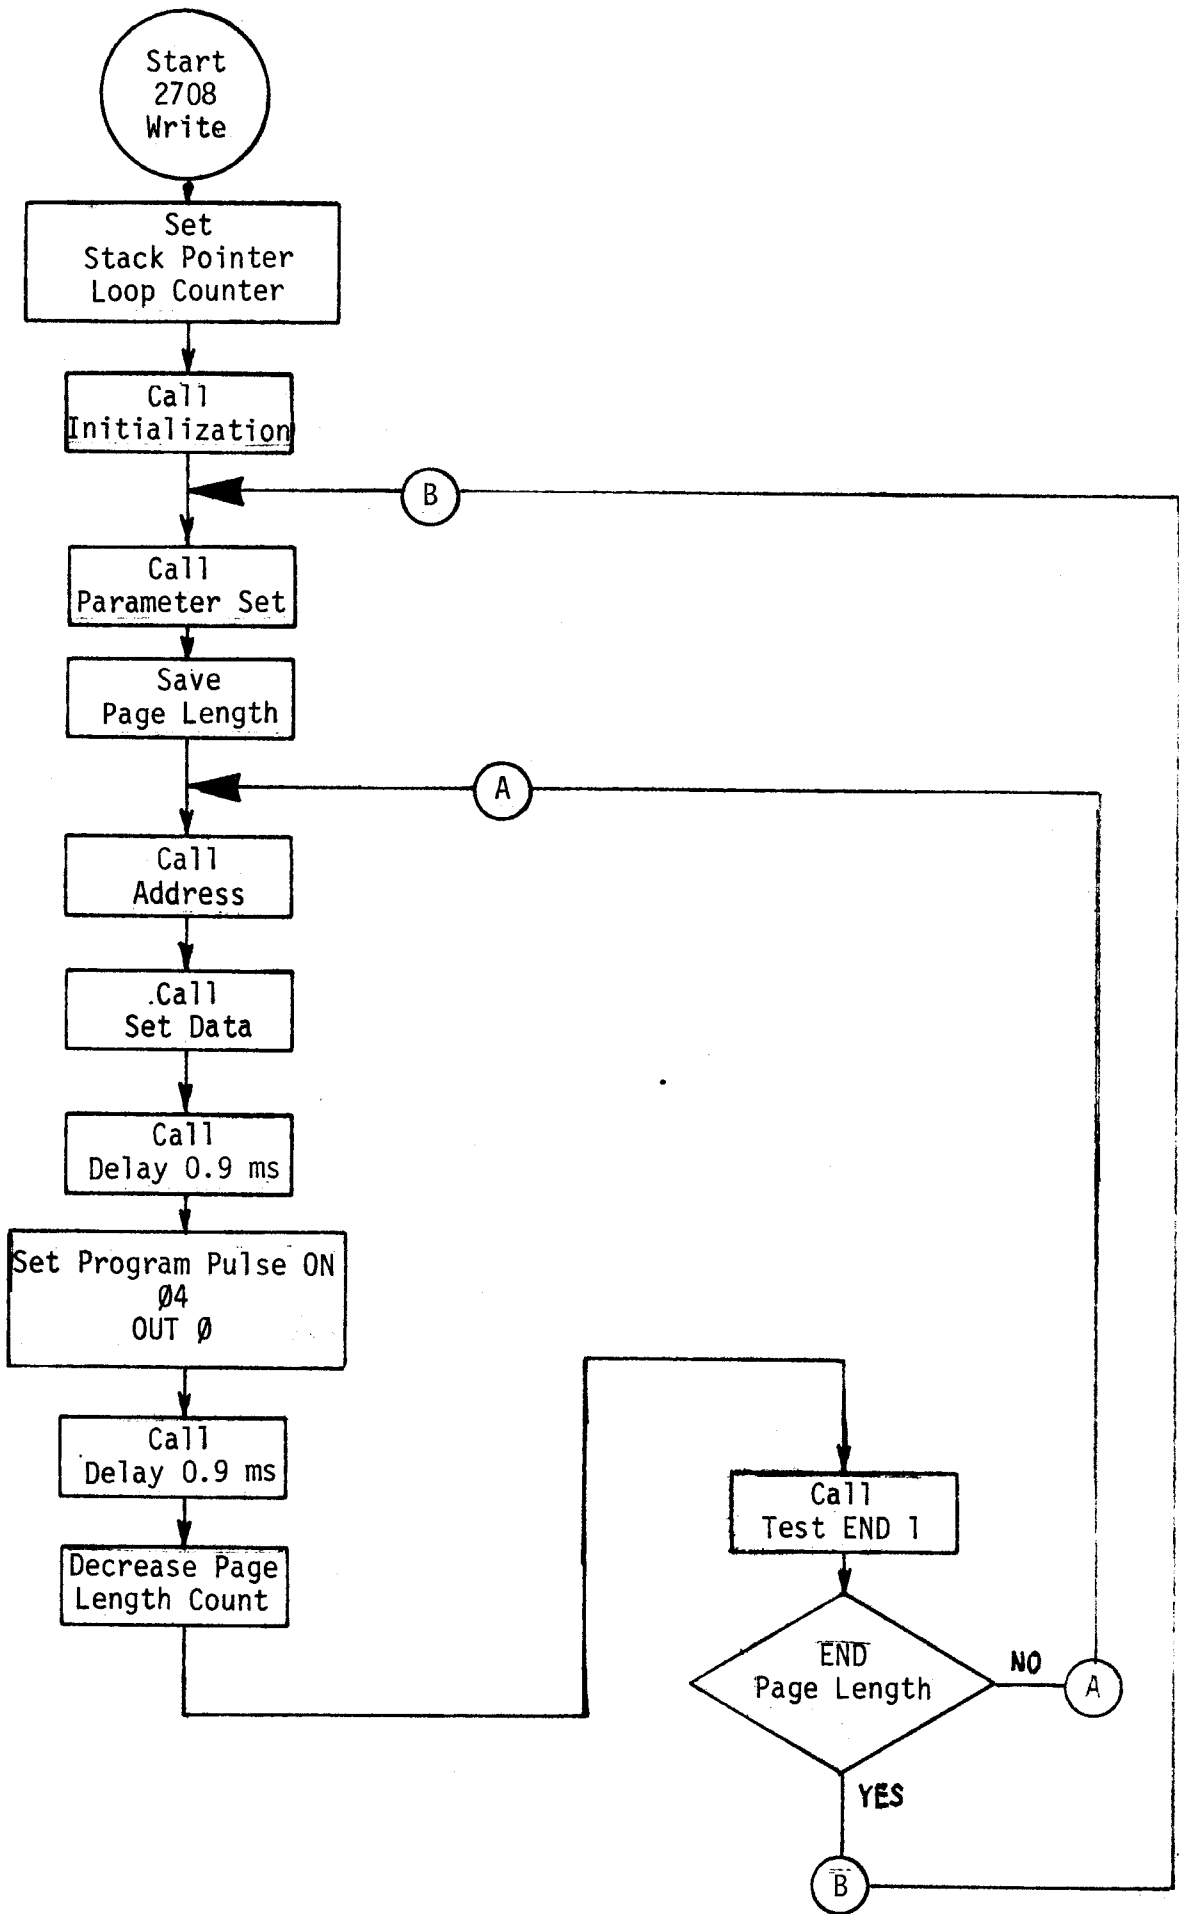 Start
2708
Write
Set
Stack Pointer
Loop Counter
Call
Initialization
B
Call
Parameter Set
Save
Page Length
A
Call
Address
.Call
Set Data
Call
Delay 0.9 ms
Set Program Pulse ON
Ø4
OUT Ø
Call
Delay 0.9 ms
Decrease Page
Length Count
Call
Test END 1
END
Page Length
NO
A
YES
B